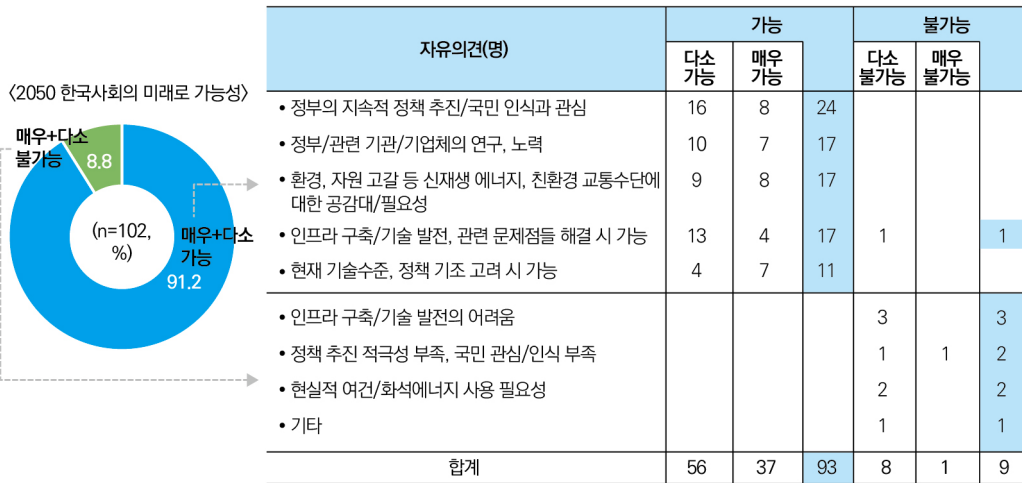 〈2050 한국사회의 미래로 가능성〉
매우+다소
불가능
8.8
(n=102,
%)
매우+다소
가능
91.2
자유의견(명) 가능 불가능
다소 가능 매우 가능 다소 불가능 매우 불가능
• 정부의 지속적 정책 추진/국민 인식과 관심 16 8 24
• 정부/관련 기관/기업체의 연구, 노력 10 7 17
• 환경, 자원 고갈 등 신재생 에너지, 친환경 교통수단에 9 8 17
대한 공감대/필요성
• 인프라 구축/기술 발전, 관련 문제점들 해결 시 가능 13 4 17 1 1
• 현재 기술수준, 정책 기조 고려 시 가능 4 7 11
• 인프라 구축/기술 발전의 어려움 3 3
• 정책 추진 적극성 부족, 국민 관심/인식 부족 1 1 2
• 현실적 여건/화석에너지 사용 필요성 2 2
• 기타 1 1
합계 56 37 93 8 1 9